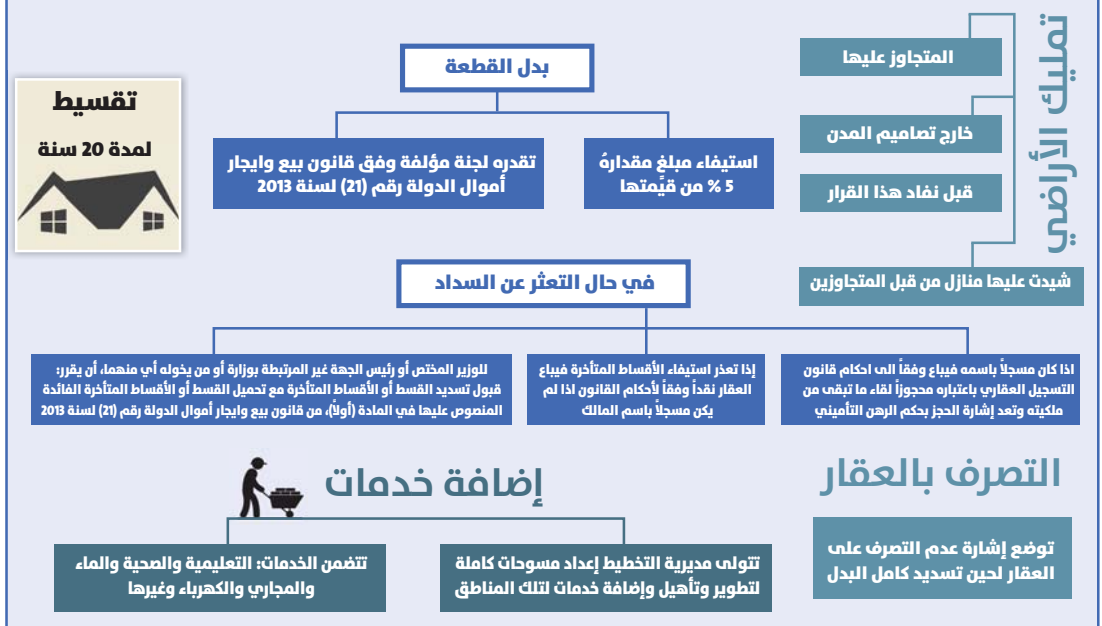 تمليك الأراضي
المتجاوز عليها
خارج تصاميم المدن
قبل نفاد هذا القرار
شيدت عليها منازل من قبل المتجاوزين
بدل القطعة
استيفاء مبلغ مقدارهُ
5 % من قيمتها
تقدره لجنة مؤلفة وفق قانون بيع وايجار
أموال الدولة رقم (21) لسنة 2013
تقسيط
لمدة 20 سنة
في حال التعثر عن السداد
اذا كان مسجلاً باسمه فيباع وفقاً الى احكام قانون
التسجيل العقاري باعتباره محجوزاً لقاء ما تبقى من
ملكيته وتعد إشارة الحجز بحكم الرهن التأميني
إذا تعذر استيفاء الأقساط المتأخرة فيباع
العقار نقداً وفقاً لأحكام القانون اذا لم
يكن مسجلاً باسم المالك
للوزير المختص أو رئيس الجهة غير المرتبطة بوزارة أو من يخوله أي منهما، أن يقرر:
قبول تسديد القسط أو الأقساط المتأخرة مع تحميل القسط أو الأقساط المتأخرة الفائدة
المنصوص عليها في المادة (أولاً)، من قانون بيع وايجار أموال الدولة رقم (21) لسنة 2013
التصرف بالعقار
توضع إشارة عدم التصرف على
العقار لحين تسديد كامل البدل
إضافة خدمات
تتولى مديرية التخطيط إعداد مسوحات كاملة
لتطوير وتأهيل وإضافة خدمات لتلك المناطق
تتضمن الخدمات: التعليمية والصحية والماء
والمجاري والكهرباء وغيرها